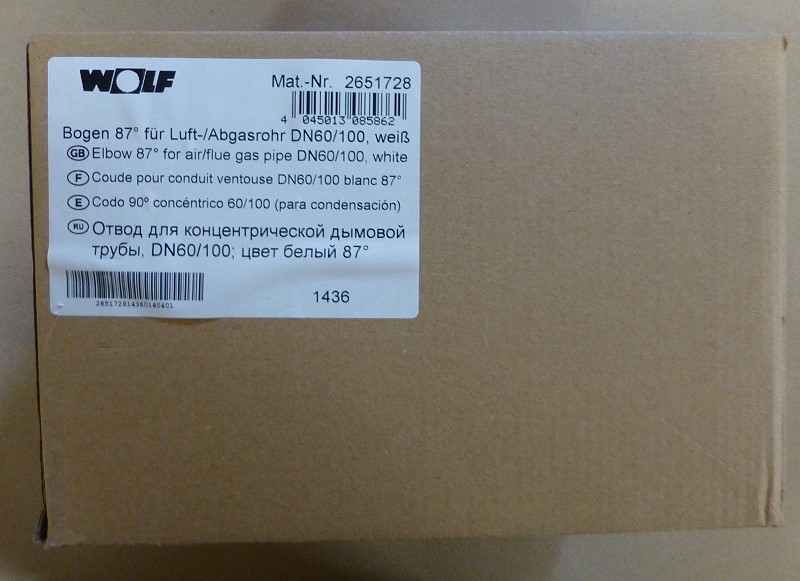 WOLF
Mat.-Nr. 2651728
4 045013 085862
Bogen 87° für Luft-/Abgasrohr DN60/100, weiß
GB Elbow 87° for air/flue gas pipe DN60/100, white
F Coude pour conduit ventouse DN60/100 blanc 87°
E Codo 90º concéntrico 60/100 (para condensación)
RU Отвод для концентрической дымовой
трубы, DN60/100; цвет белый 87°
265172814360140401
1436